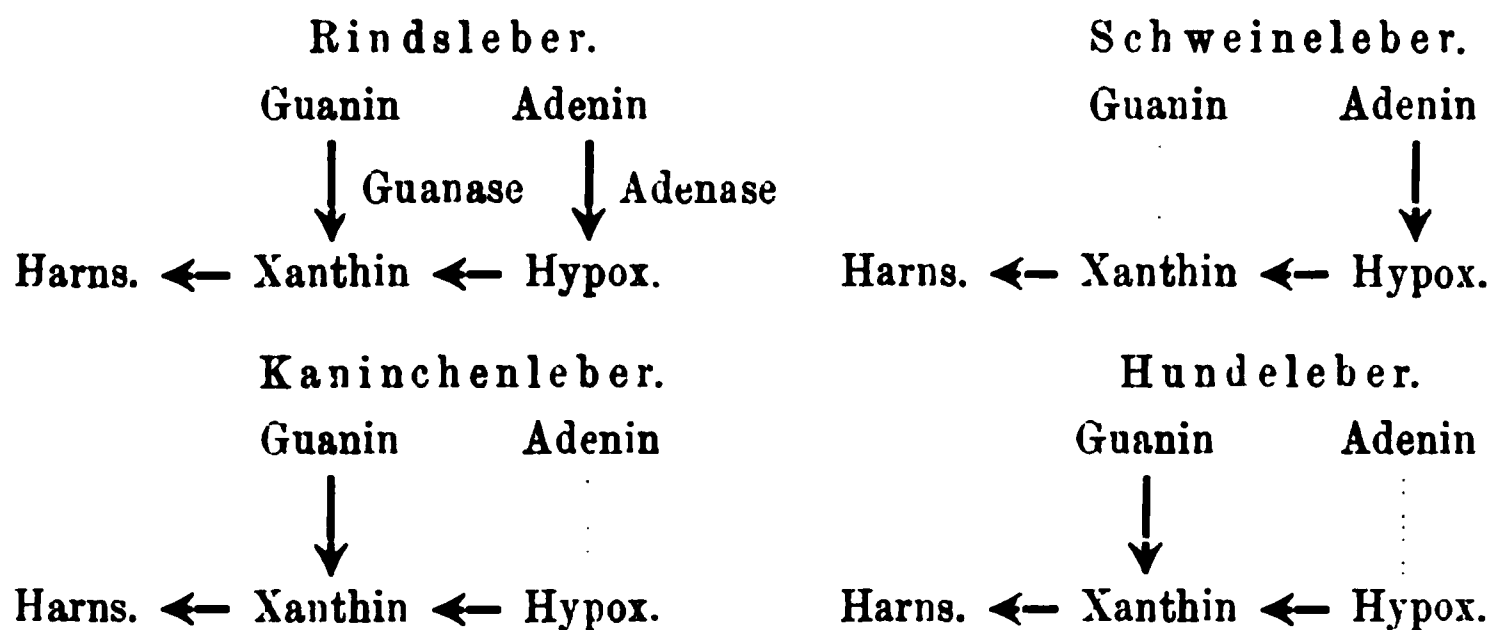 Rindsleber.
Guanin Adenin
Guanase Adenase
Harns. Xanthin Hypox.
Schweineleber.
Guanin Adenin
Harns. Xanthin Hypox.
Kaninchenleber.
Guanin Adenin
Harns. Xanthin Hypox.
Hundeleber.
Guanin Adenin
Harns. Xanthin Hypox.